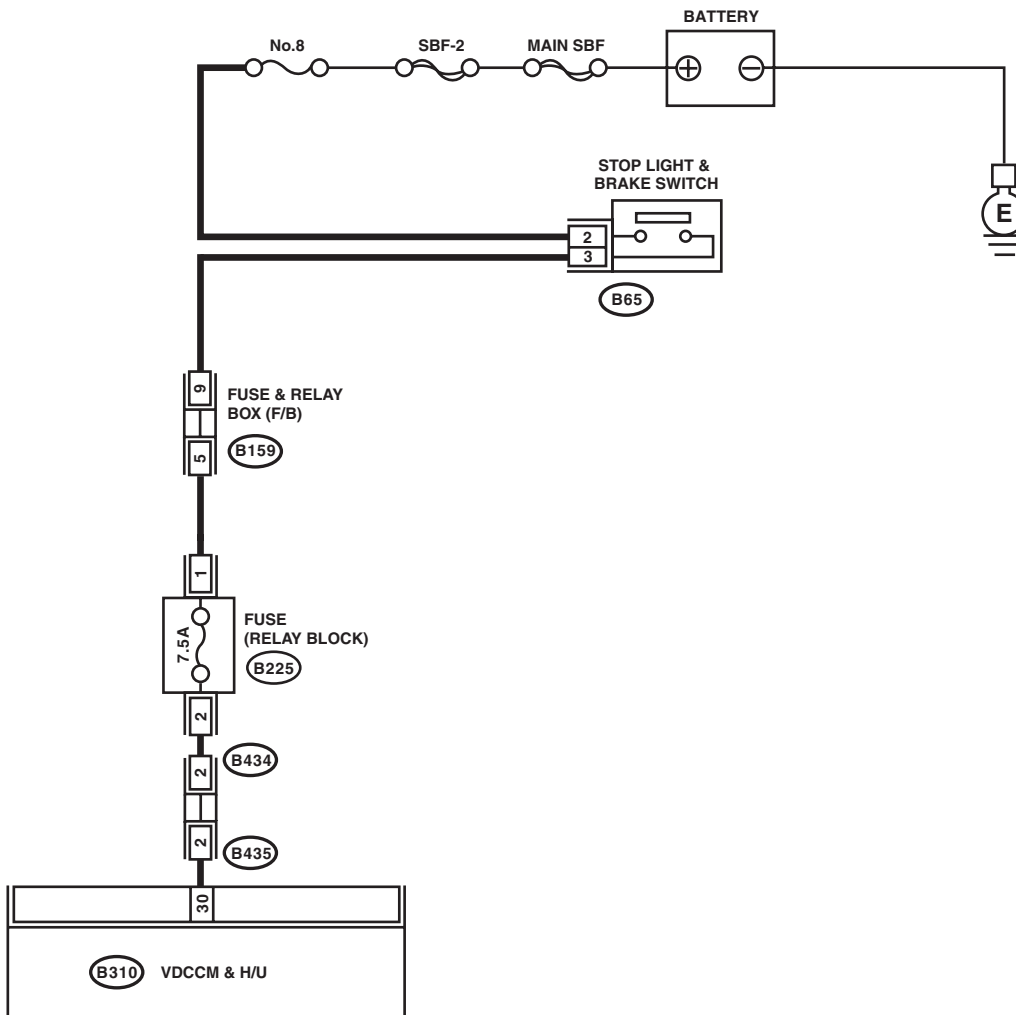 BATTERY
No.8
SBF-2
MAIN SBF
STOP LIGHT &
BRAKE SWITCH
2
3
B65
E
9
FUSE & RELAY
BOX (F/B)
5
B159
1
7.5A
FUSE
(RELAY BLOCK)
B225
2
B434
2
2
B435
30
B310
VDCCM & H/U